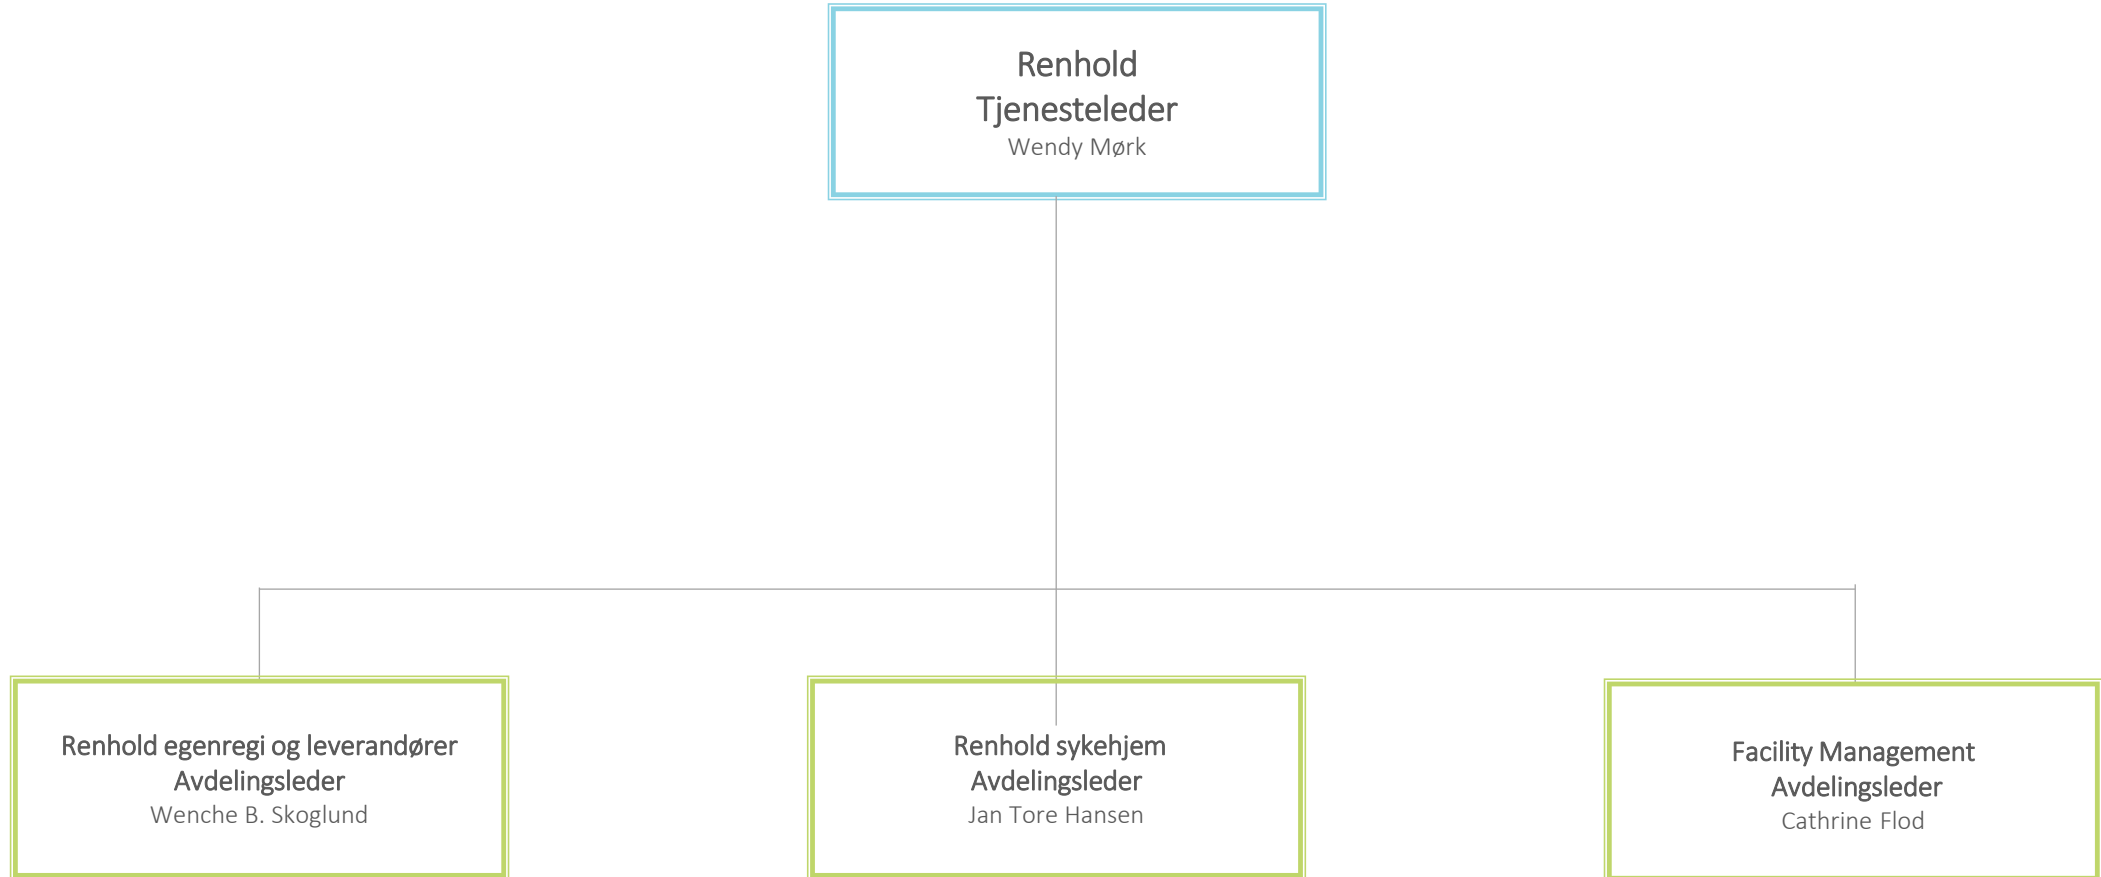 Renhold
Tjenesteleder
Wendy Mørk
Renhold egenregi og leverandører
Avdelingsleder
Wenche B. Skoglund
Renhold sykehjem
Avdelingsleder
Jan Tore Hansen
Facility Management
Avdelingsleder
Cathrine Flod